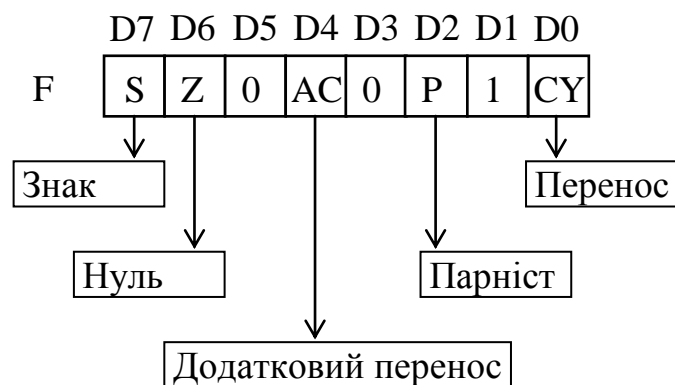 D7 D6 D5 D4 D3 D2 D1 D0
F S Z 0 AC 0 P 1 CY
Знак Перенос
Нуль Парніст
Додатковий перенос